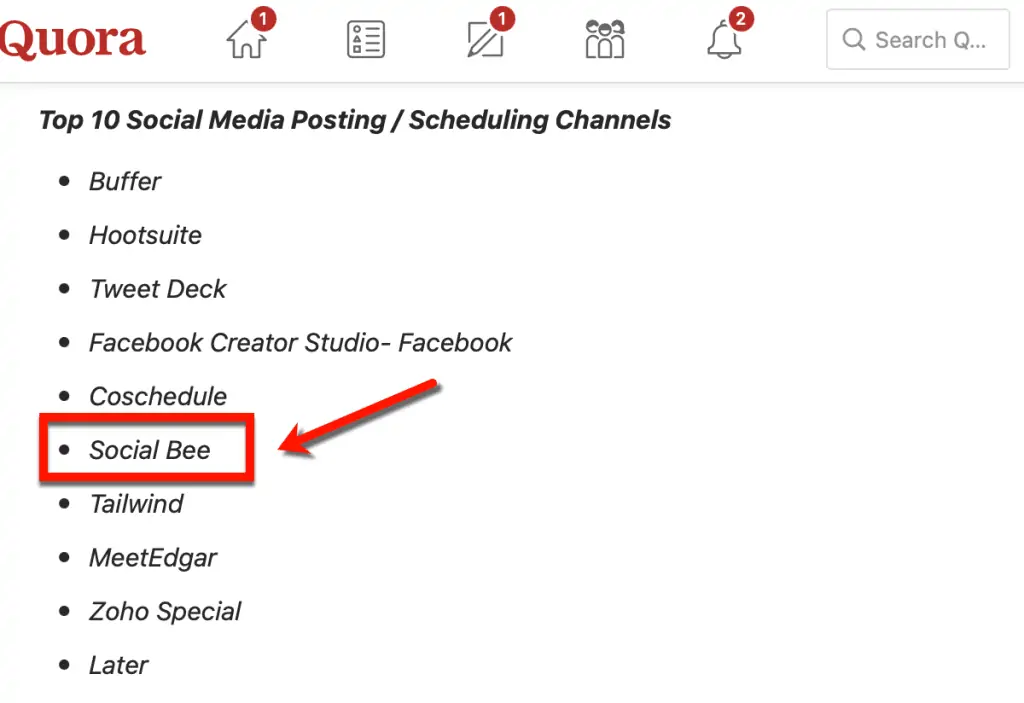 Quora 1 1 2 Search Q...
Top 10 Social Media Posting / Scheduling Channels
• Buffer
• Hootsuite
• Tweet Deck
• Facebook Creator Studio- Facebook
• Coschedule
• Social Bee
• Tailwind
• MeetEdgar
• Zoho Special
• Later